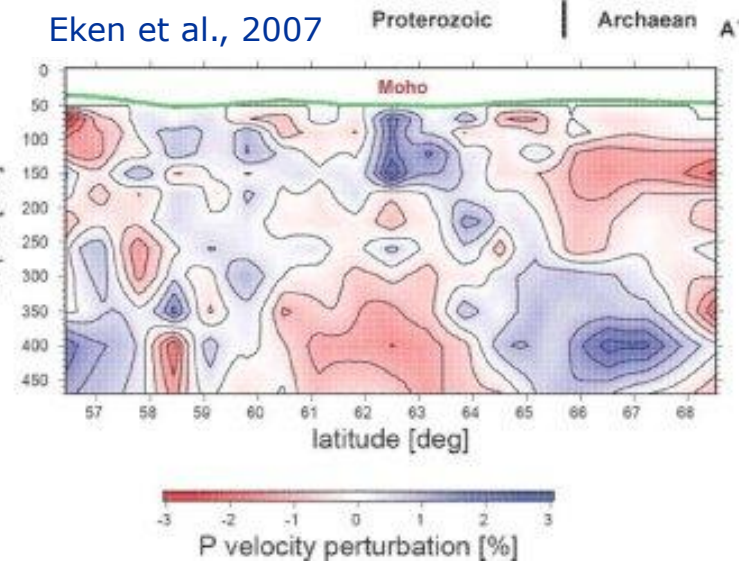 Eken et al., 2007
Proterozoic
Archaean
A'
0
Moho
50
100
150
200
250
300
350
400
450
57 58 59 60 61 62 63 64 65 66 67 68
latitude [deg]
-3 -2 -1 0 1 2 3
P velocity perturbation [%]